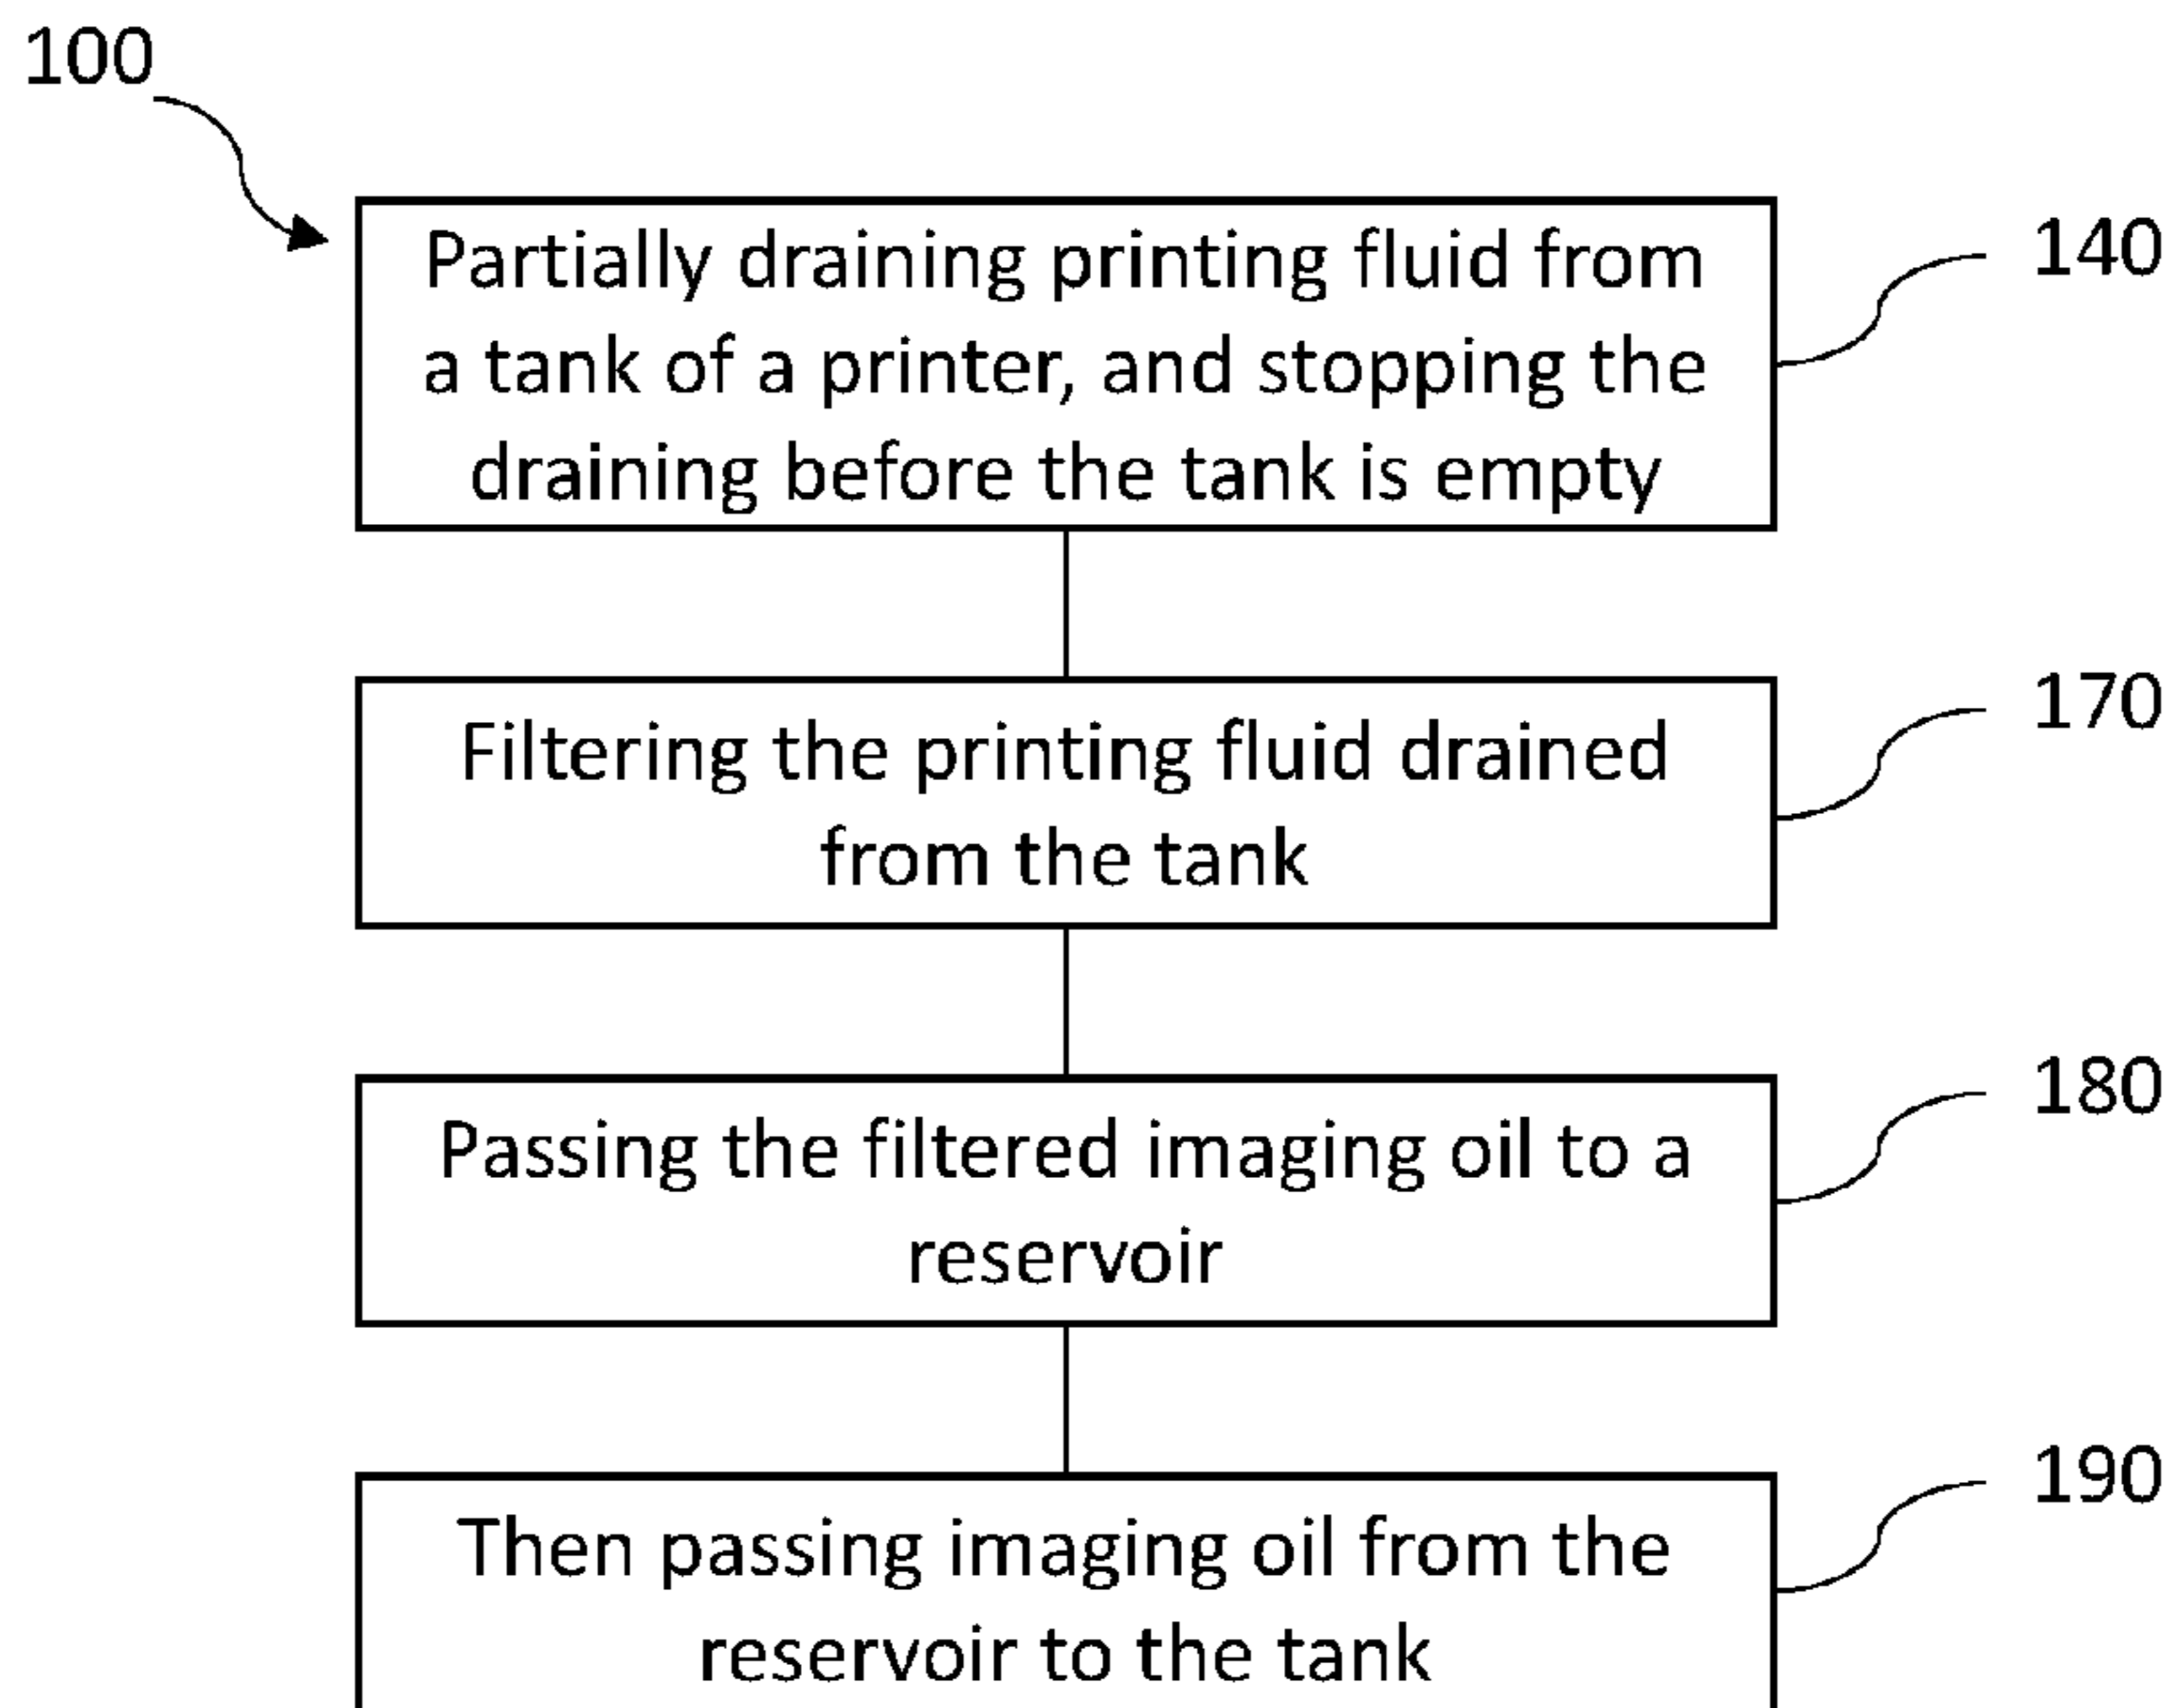 100
Partially draining printing fluid from
a tank of a printer, and stopping the
draining before the tank is empty
140
Filtering the printing fluid drained
from the tank
170
Passing the filtered imaging oil to a
reservoir
180
Then passing imaging oil from the
reservoir to the tank
190